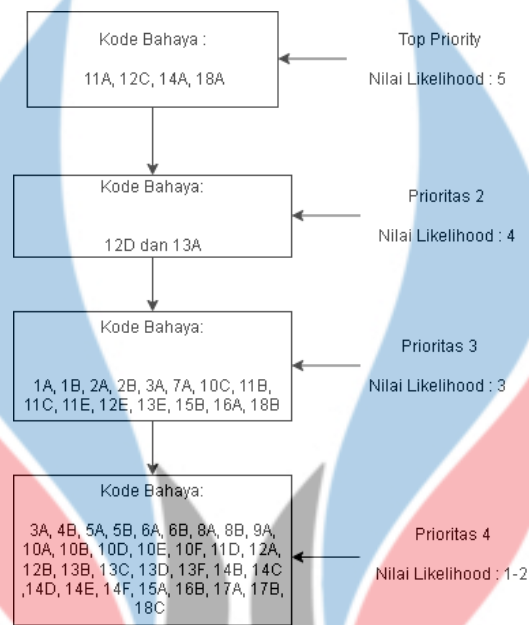 Kode Bahaya :
11A, 12C, 14A, 18A
Top Priority
Nilai Likelihood : 5
Kode Bahaya:
12D dan 13A
Prioritas 2
Nilai Likelihood : 4
Kode Bahaya:
1A, 1B, 2A, 2B, 3A, 7A, 10C, 11B,
11C, 11E, 12E, 13E, 15B, 16A, 18B
Prioritas 3
Nilai Likelihood : 3
Kode Bahaya:
3A, 4B, 5A, 5B, 6A, 6B, 8A, 8B, 9A,
10A, 10B, 10D, 10E, 10F, 11D, 12A,
12B, 13B, 13C, 13D, 13F, 14B, 14C
,14D, 14E, 14F, 15A, 16B, 17A, 17B,
18C
Prioritas 4
Nilai Likelihood : 1-2